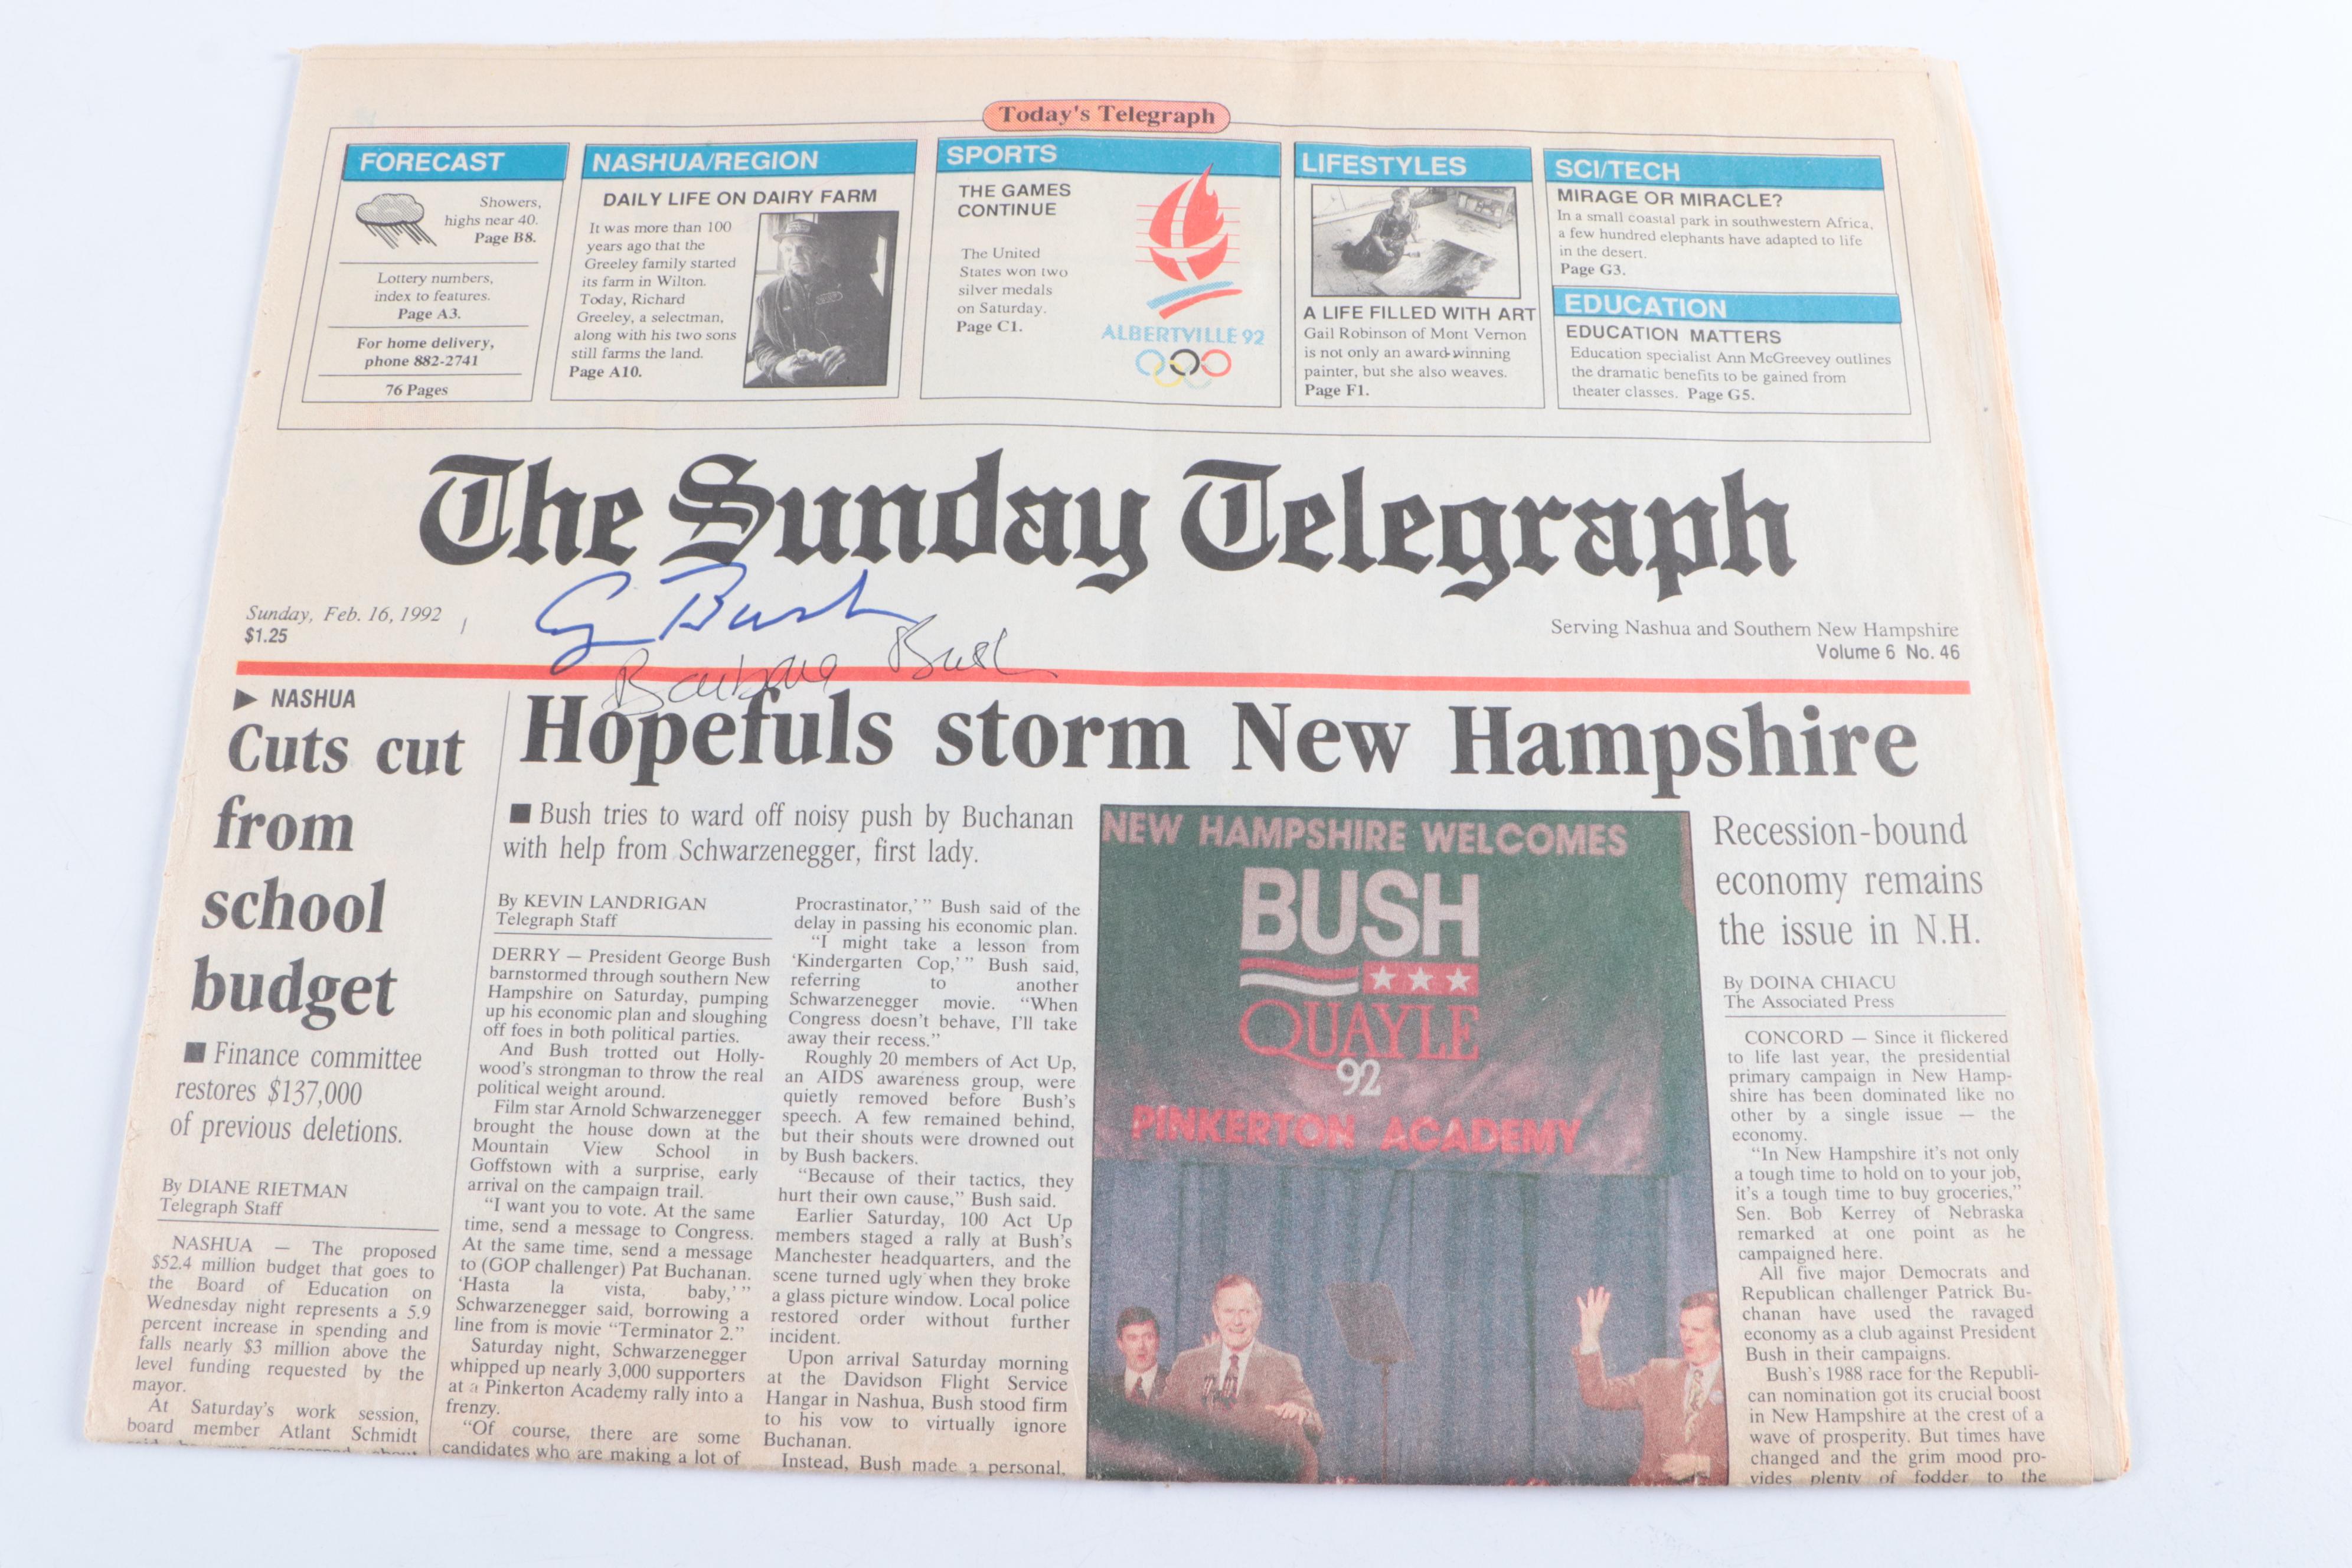 Today's Telegraph
FORECAST
Showers,
highs near 40.
Page B8.
Lottery numbers,
index to features.
Page A3.
For home delivery,
phone 882-2741
76 Pages
NASHUA/REGION
DAILY LIFE ON DAIRY FARM
It was more than 100
years ago that the
Greeley family started
its farm in Wilton.
Today, Richard
Greeley, a selectman,
along with his two sons
still farms the land.
Page A10.
SPORTS
THE GAMES
CONTINUE
The United
States won two
silver medals
on Saturday.
Page C1.
ALBERTVILLE 92
LIFESTYLES
A LIFE FILLED WITH ART
Gail Robinson of Mont Vernon
is not only an award-winning
painter, but she also weaves.
Page F1.
SCI/TECH
MIRAGE OR MIRACLE?
In a small coastal park in southwestern Africa,
a few hundred elephants have adapted to life
in the desert.
Page G3.
EDUCATION
EDUCATION MATTERS
Education specialist Ann McGreevey outlines
the dramatic benefits to be gained from
theater classes. Page G5.
The Sunday Telegraph
Sunday, Feb. 16, 1992
$1.25
G Bush
Barbara Bush
Serving Nashua and Southern New Hampshire
Volume 6 No. 46
▶ NASHUA
Cuts cut
from
school
budget
■ Finance committee
restores $137,000
of previous deletions.
By DIANE RIETMAN
Telegraph Staff
NASHUA — The proposed
$52.4 million budget that goes to
the Board of Education on
Wednesday night represents a 5.9
percent increase in spending and
falls nearly $3 million above the
level funding requested by the
mayor.
At Saturday's work session,
board member Atlant Schmidt
Hopefuls storm New Hampshire
■ Bush tries to ward off noisy push by Buchanan
with help from Schwarzenegger, first lady.
By KEVIN LANDRIGAN
Telegraph Staff
DERRY — President George Bush
barnstormed through southern New
Hampshire on Saturday, pumping
up his economic plan and sloughing
off foes in both political parties.
And Bush trotted out Holly-
wood's strongman to throw the real
political weight around.
Film star Arnold Schwarzenegger
brought the house down at the
Mountain View School in
Goffstown with a surprise, early
arrival on the campaign trail.
“I want you to vote. At the same
time, send a message to Congress.
At the same time, send a message
to (GOP challenger) Pat Buchanan.
‘Hasta la vista, baby,’”
Schwarzenegger said, borrowing a
line from is movie “Terminator 2.”
Saturday night, Schwarzenegger
whipped up nearly 3,000 supporters
at a Pinkerton Academy rally into a
frenzy.
“Of course, there are some
candidates who are making a lot of
Procrastinator,’” Bush said of the
delay in passing his economic plan.
“I might take a lesson from
‘Kindergarten Cop,’” Bush said,
referring to another
Schwarzenegger movie. “When
Congress doesn't behave, I'll take
away their recess.”
Roughly 20 members of Act Up,
an AIDS awareness group, were
quietly removed before Bush's
speech. A few remained behind,
but their shouts were drowned out
by Bush backers.
“Because of their tactics, they
hurt their own cause,” Bush said.
Earlier Saturday, 100 Act Up
members staged a rally at Bush's
Manchester headquarters, and the
scene turned ugly when they broke
a glass picture window. Local police
restored order without further
incident.
Upon arrival Saturday morning
at the Davidson Flight Service
Hangar in Nashua, Bush stood firm
to his vow to virtually ignore
Buchanan.
Instead, Bush made a personal,
NEW HAMPSHIRE WELCOMES
BUSH
QUAYLE
92
PINKERTON ACADEMY
Recession-bound
economy remains
the issue in N.H.
By DOINA CHIACU
The Associated Press
CONCORD — Since it flickered
to life last year, the presidential
primary campaign in New Hamp-
shire has been dominated like no
other by a single issue — the
economy.
“In New Hampshire it's not only
a tough time to hold on to your job,
it's a tough time to buy groceries,”
Sen. Bob Kerrey of Nebraska
remarked at one point as he
campaigned here.
All five major Democrats and
Republican challenger Patrick Bu-
chanan have used the ravaged
economy as a club against President
Bush in their campaigns.
Bush's 1988 race for the Republi-
can nomination got its crucial boost
in New Hampshire at the crest of a
wave of prosperity. But times have
changed and the grim mood pro-
vides plenty of fodder to the